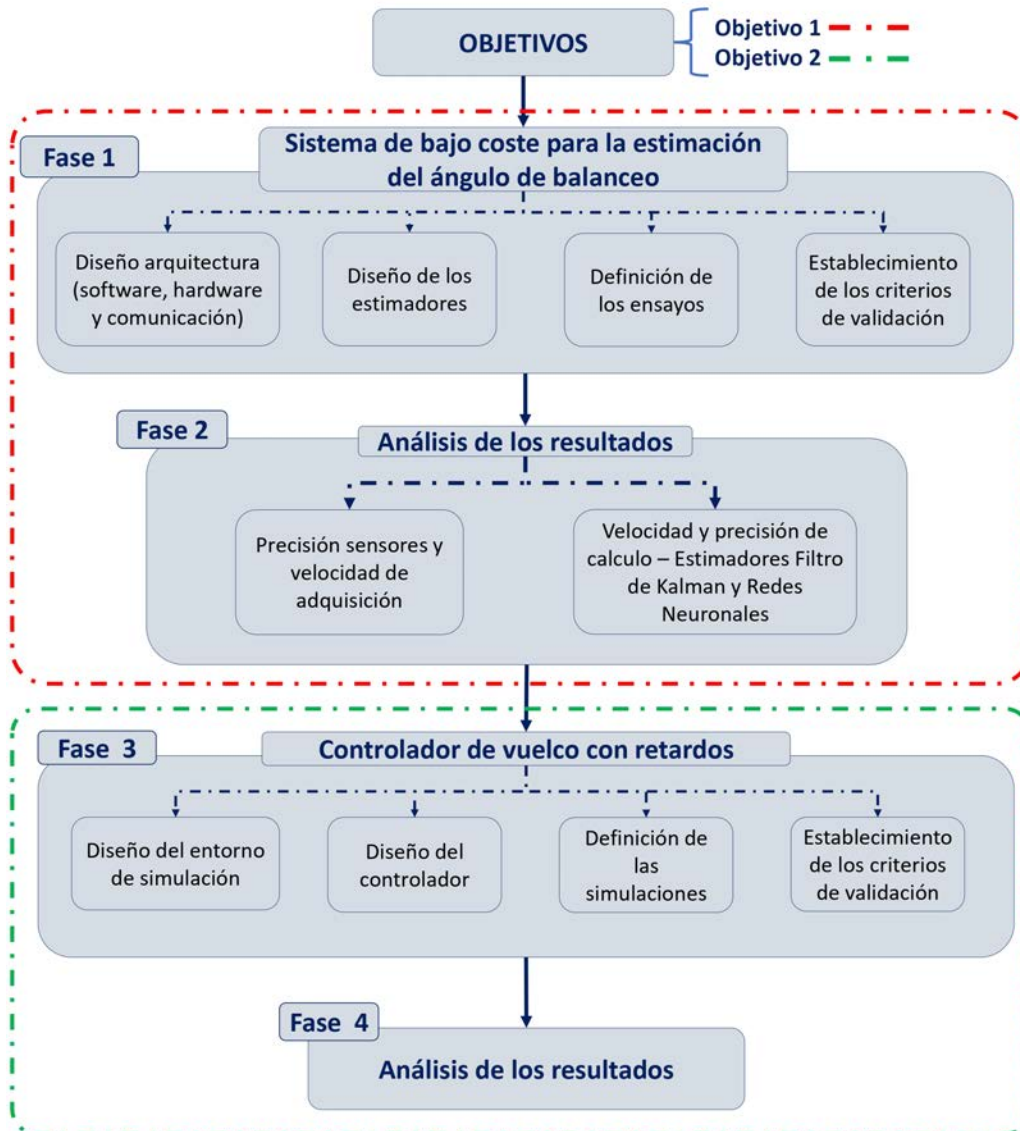 OBJETIVOS
Objetivo 1
Objetivo 2
Fase 1
Sistema de bajo coste para la estimación
del ángulo de balanceo
Diseño arquitectura
(software, hardware
y comunicación)
Diseño de los
estimadores
Definición de
los ensayos
Establecimiento
de los criterios
de validación
Fase 2
Análisis de los resultados
Precisión sensores y
velocidad de
adquisición
Velocidad y precisión de
calculo – Estimadores Filtro
de Kalman y Redes
Neuronales
Fase 3
Controlador de vuelco con retardos
Diseño del entorno
de simulación
Diseño del
controlador
Definición de
las
simulaciones
Establecimiento
de los criterios
de validación
Fase 4
Análisis de los resultados